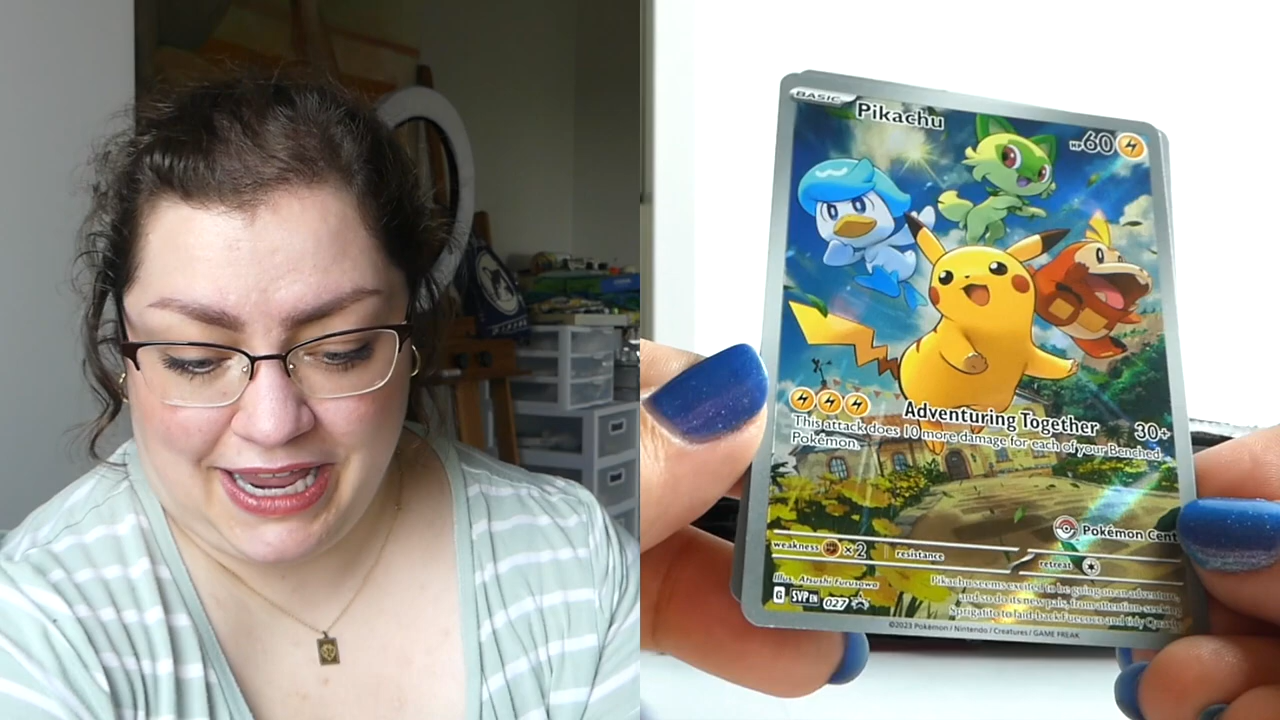 BASIC
Pikachu
HP 60
Adventuring Together 30+
This attack does 10 more damage for each of your Benched
Pokémon.
Pokémon Cent
weakness ×2 resistance retreat
Illus. Atsushi Furusawa
G SVP EN 027
Pikachu seems excited to be going on an adventure,
and so do its new pals, from attention-seeking
Sprigatito to laid-back Fuecoco and tidy Quaxly.
©2023 Pokémon / Nintendo / Creatures / GAME FREAK